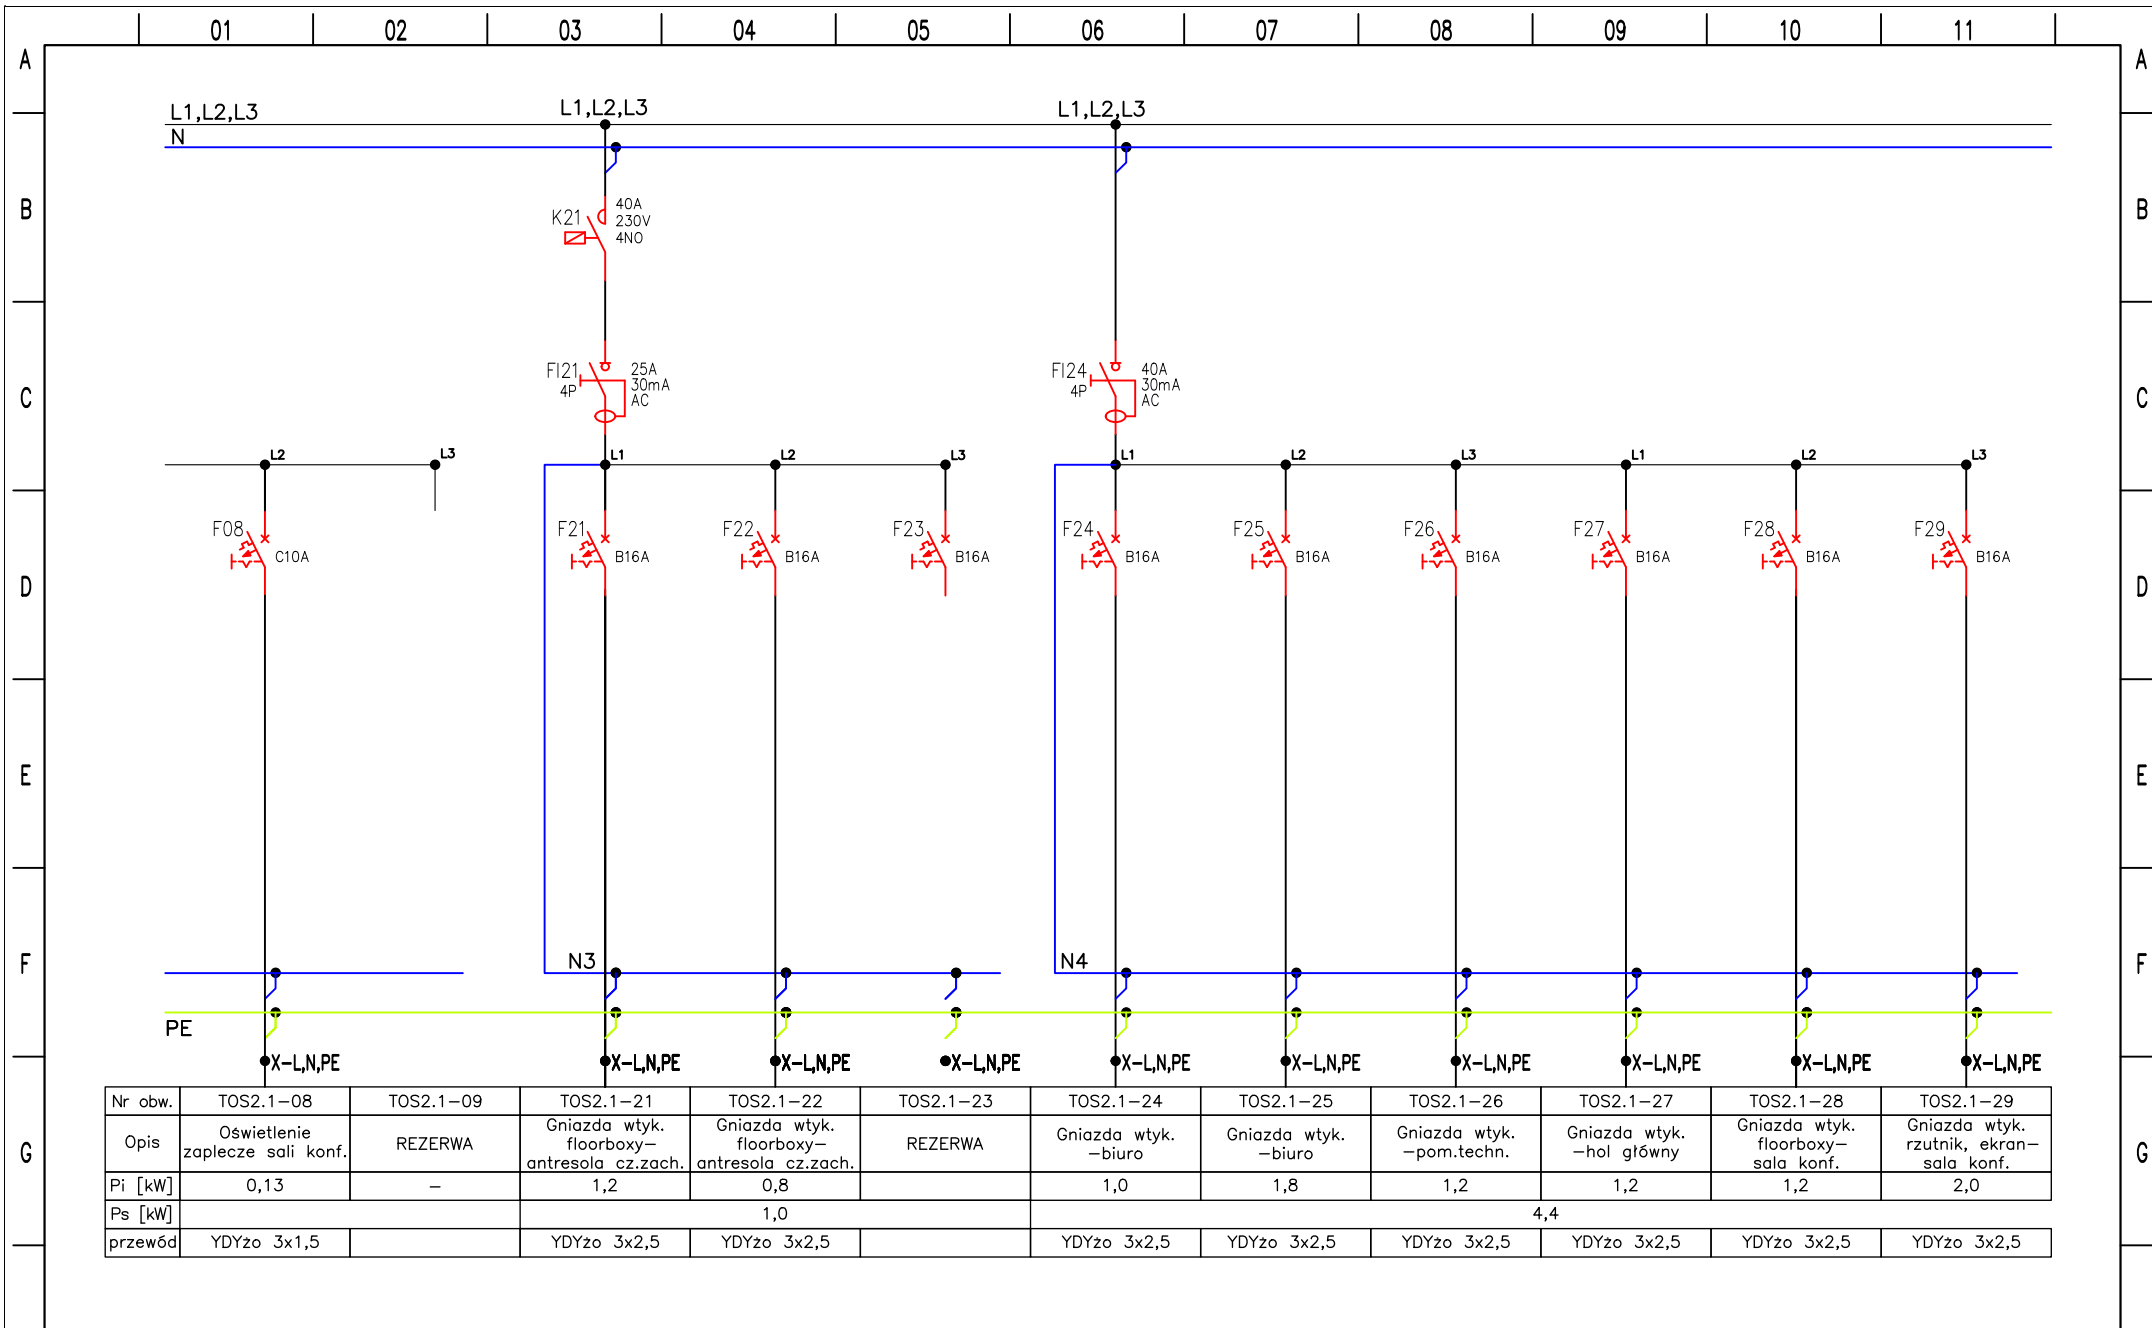 01 02 03 04 05 06 07 08 09 10 11
A A
L1,L2,L3 L1,L2,L3 L1,L2,L3
N
B B
K21 40A
230V
4NO
FI21 25A FI24 40A
4P 30mA 4P 30mA
AC AC
C C
L2 L3 L1 L2 L3 L1 L2 L3 L1 L2 L3
F08 F21 F22 F23 F24 F25 F26 F27 F28 F29
C10A B16A B16A B16A B16A B16A B16A B16A B16A B16A
D D
E E
N3 N4
F F
PE
X-L,N,PE X-L,N,PE X-L,N,PE X-L,N,PE X-L,N,PE X-L,N,PE X-L,N,PE X-L,N,PE X-L,N,PE X-L,N,PE
Nr obw. TOS2.1-08 TOS2.1-09 TOS2.1-21 TOS2.1-22 TOS2.1-23 TOS2.1-24 TOS2.1-25 TOS2.1-26 TOS2.1-27 TOS2.1-28 TOS2.1-29
G G
Opis
Oświetlenie
zaplecze sali konf.
REZERWA
Gniazda wtyk.
floorboxy-
antresola cz.zach.
Gniazda wtyk.
floorboxy-
antresola cz.zach.
REZERWA
Gniazda wtyk.
-biuro
Gniazda wtyk.
-biuro
Gniazda wtyk.
-pom.techn.
Gniazda wtyk.
-hol główny
Gniazda wtyk.
floorboxy-
sala konf.
Gniazda wtyk.
rzutnik, ekran-
sala konf.
Pi [kW] 0,13 - 1,2 0,8 1,0 1,8 1,2 1,2 1,2 2,0
Ps [kW] 1,0 4,4
przewód YDYżo 3x1,5 YDYżo 3x2,5 YDYżo 3x2,5 YDYżo 3x2,5 YDYżo 3x2,5 YDYżo 3x2,5 YDYżo 3x2,5 YDYżo 3x2,5 YDYżo 3x2,5